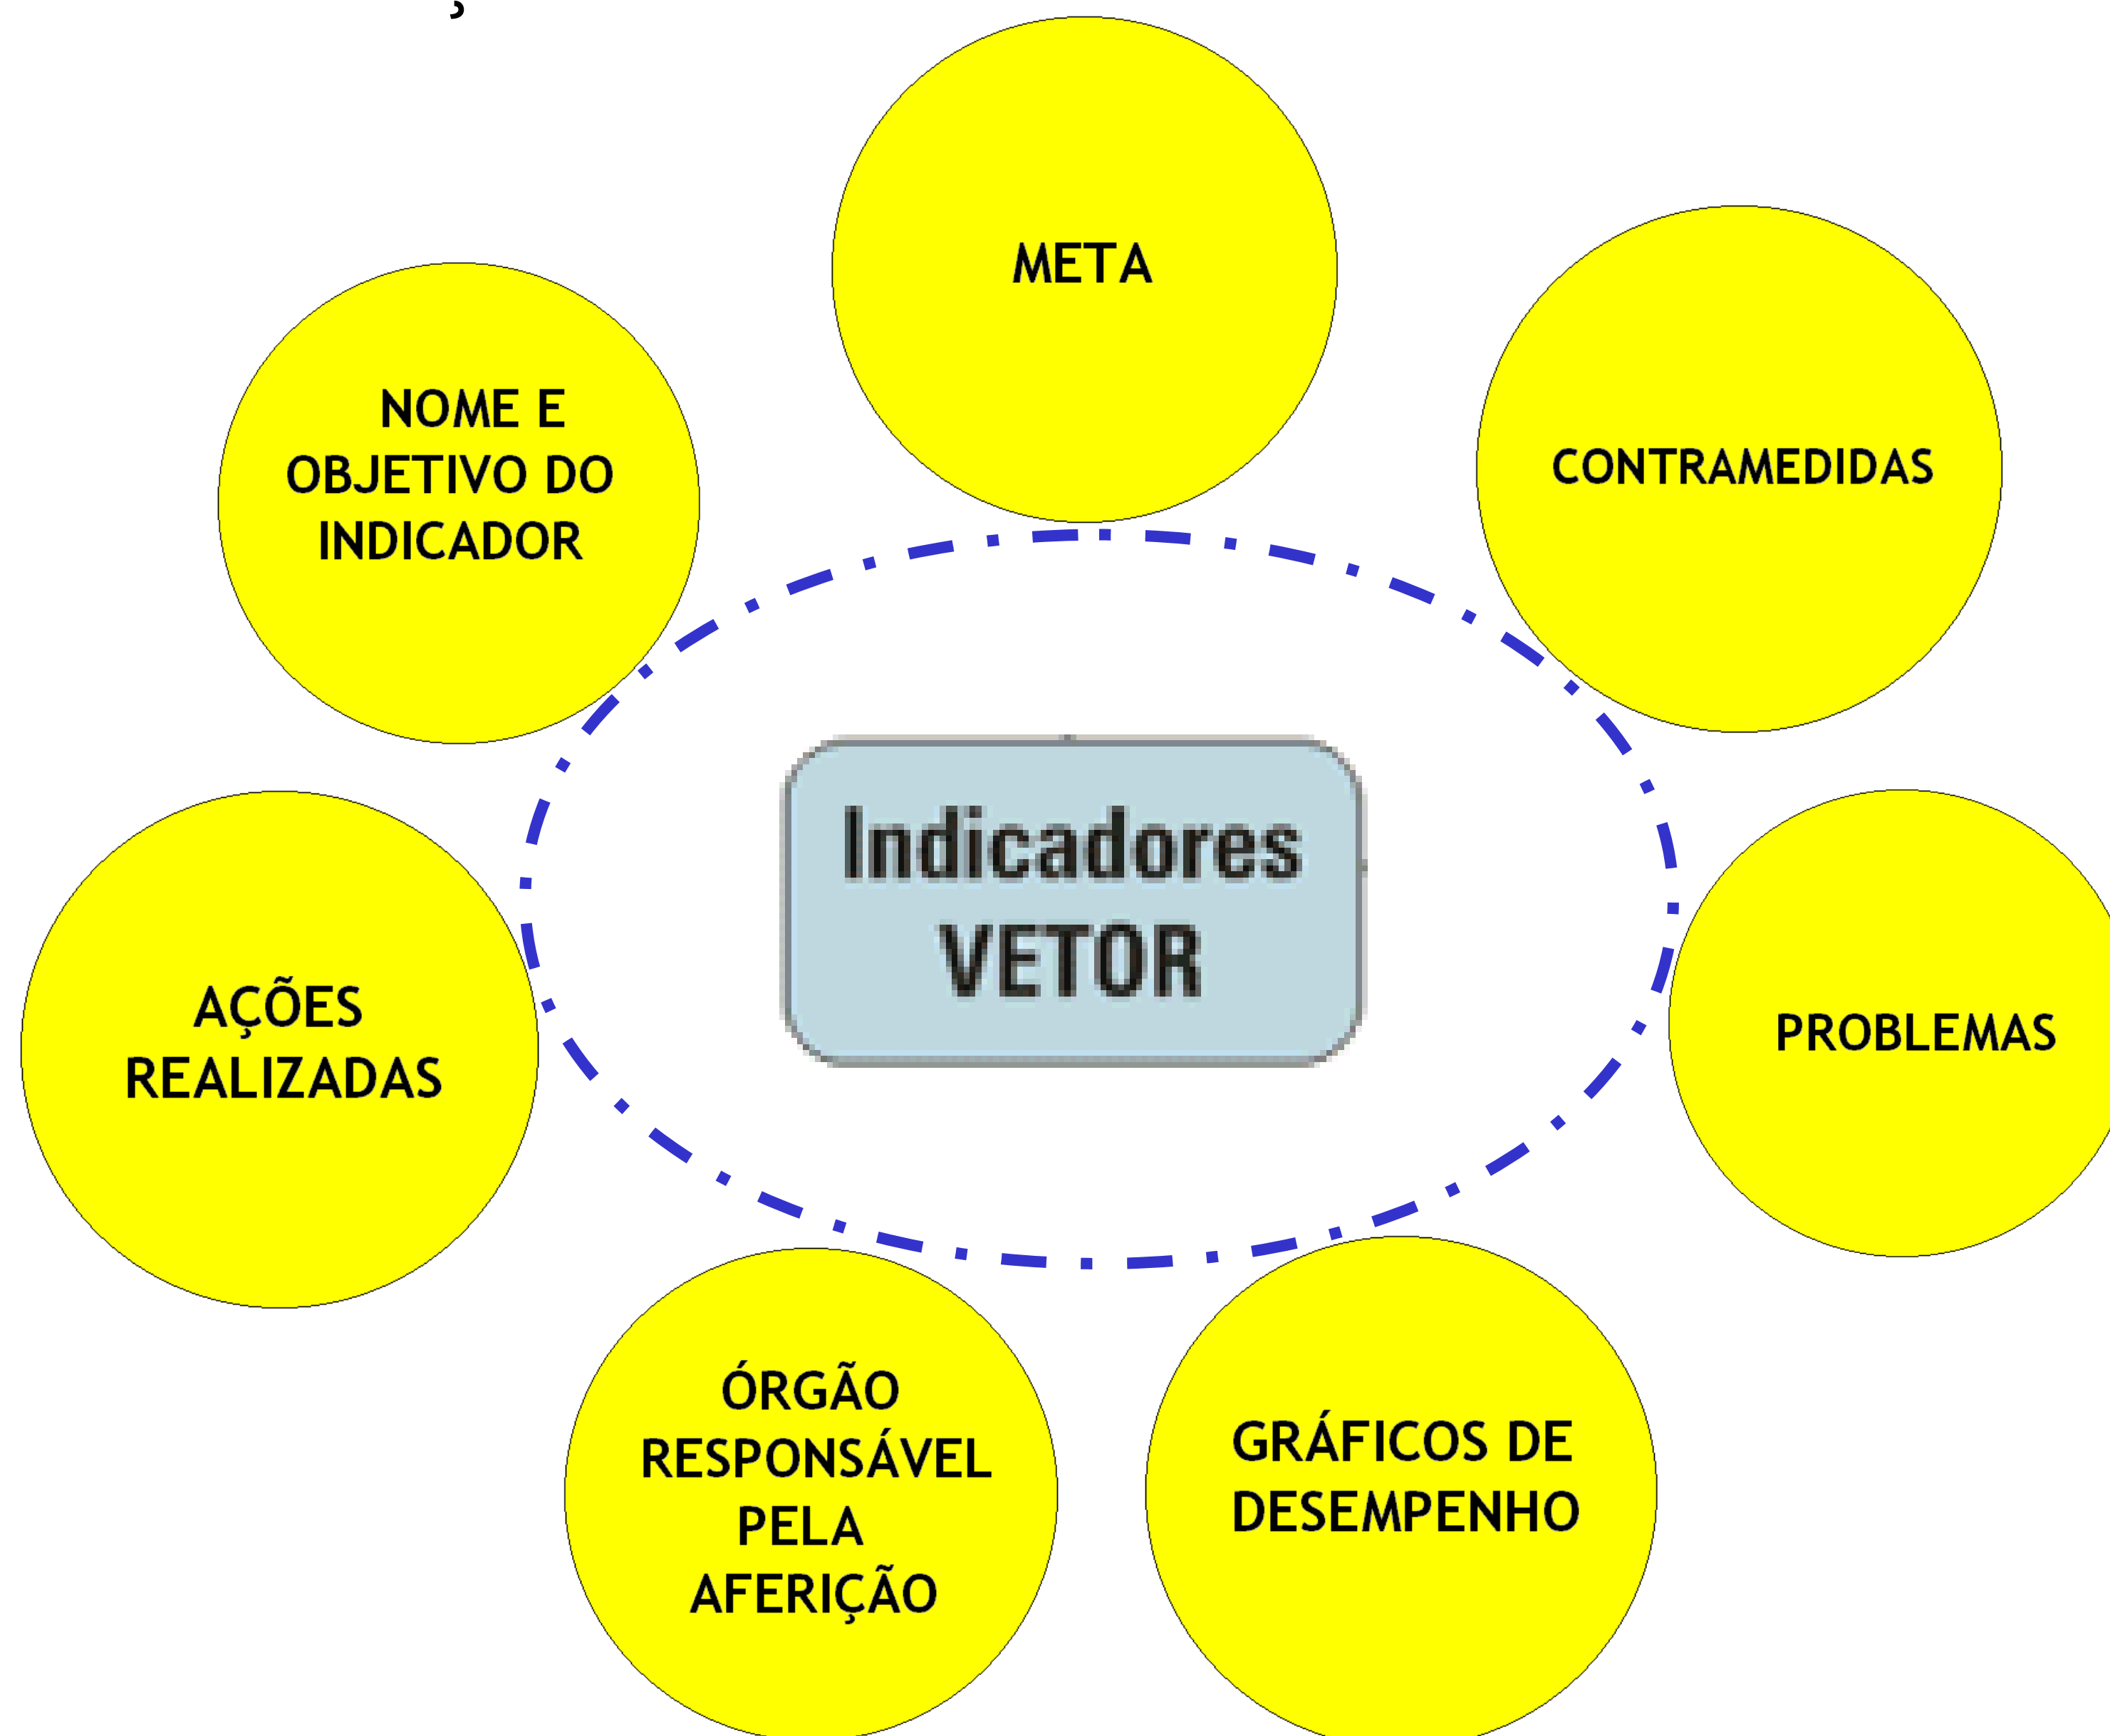 META
NOME E
OBJETIVO DO
INDICADOR
CONTRAMEDIDAS
Indicadores
VETOR
AÇÕES
REALIZADAS
PROBLEMAS
ÓRGÃO
RESPONSÁVEL
PELA
AFERIÇÃO
GRÁFICOS DE
DESEMPENHO